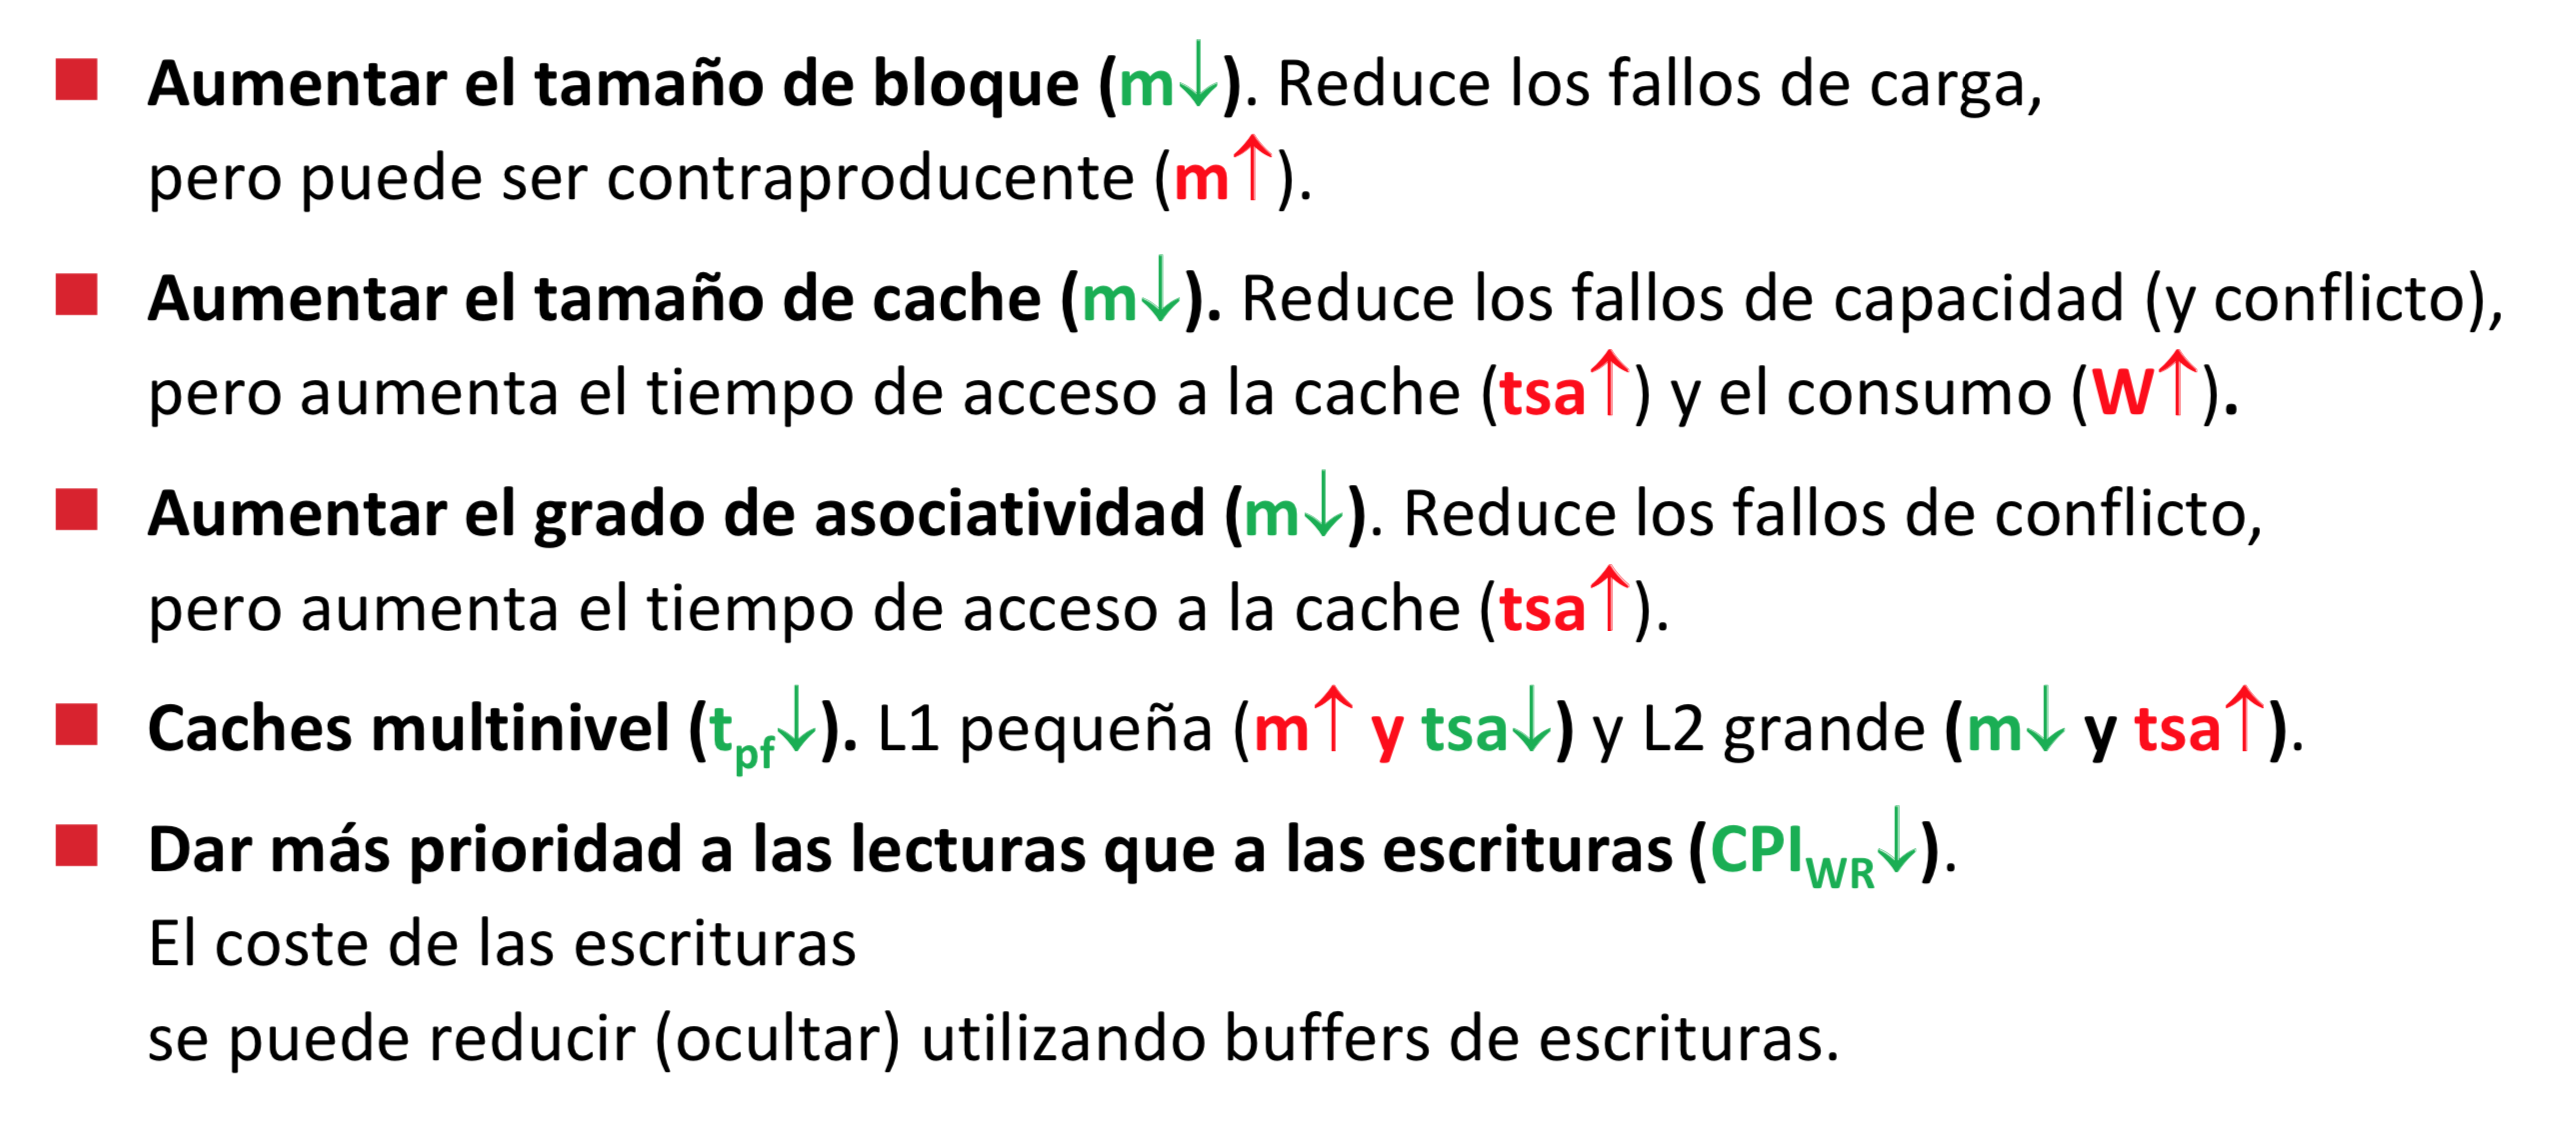 Aumentar el tamaño de bloque (m↓). Reduce los fallos de carga,
pero puede ser contraproducente (m↑).
Aumentar el tamaño de cache (m↓). Reduce los fallos de capacidad (y conflicto),
pero aumenta el tiempo de acceso a la cache (tsa↑) y el consumo (W↑).
Aumentar el grado de asociatividad (m↓). Reduce los fallos de conflicto,
pero aumenta el tiempo de acceso a la cache (tsa↑).
Caches multinivel (tpf↓). L1 pequeña (m↑ y tsa↓) y L2 grande (m↓ y tsa↑).
Dar más prioridad a las lecturas que a las escrituras (CPIWR↓).
El coste de las escrituras
se puede reducir (ocultar) utilizando buffers de escrituras.